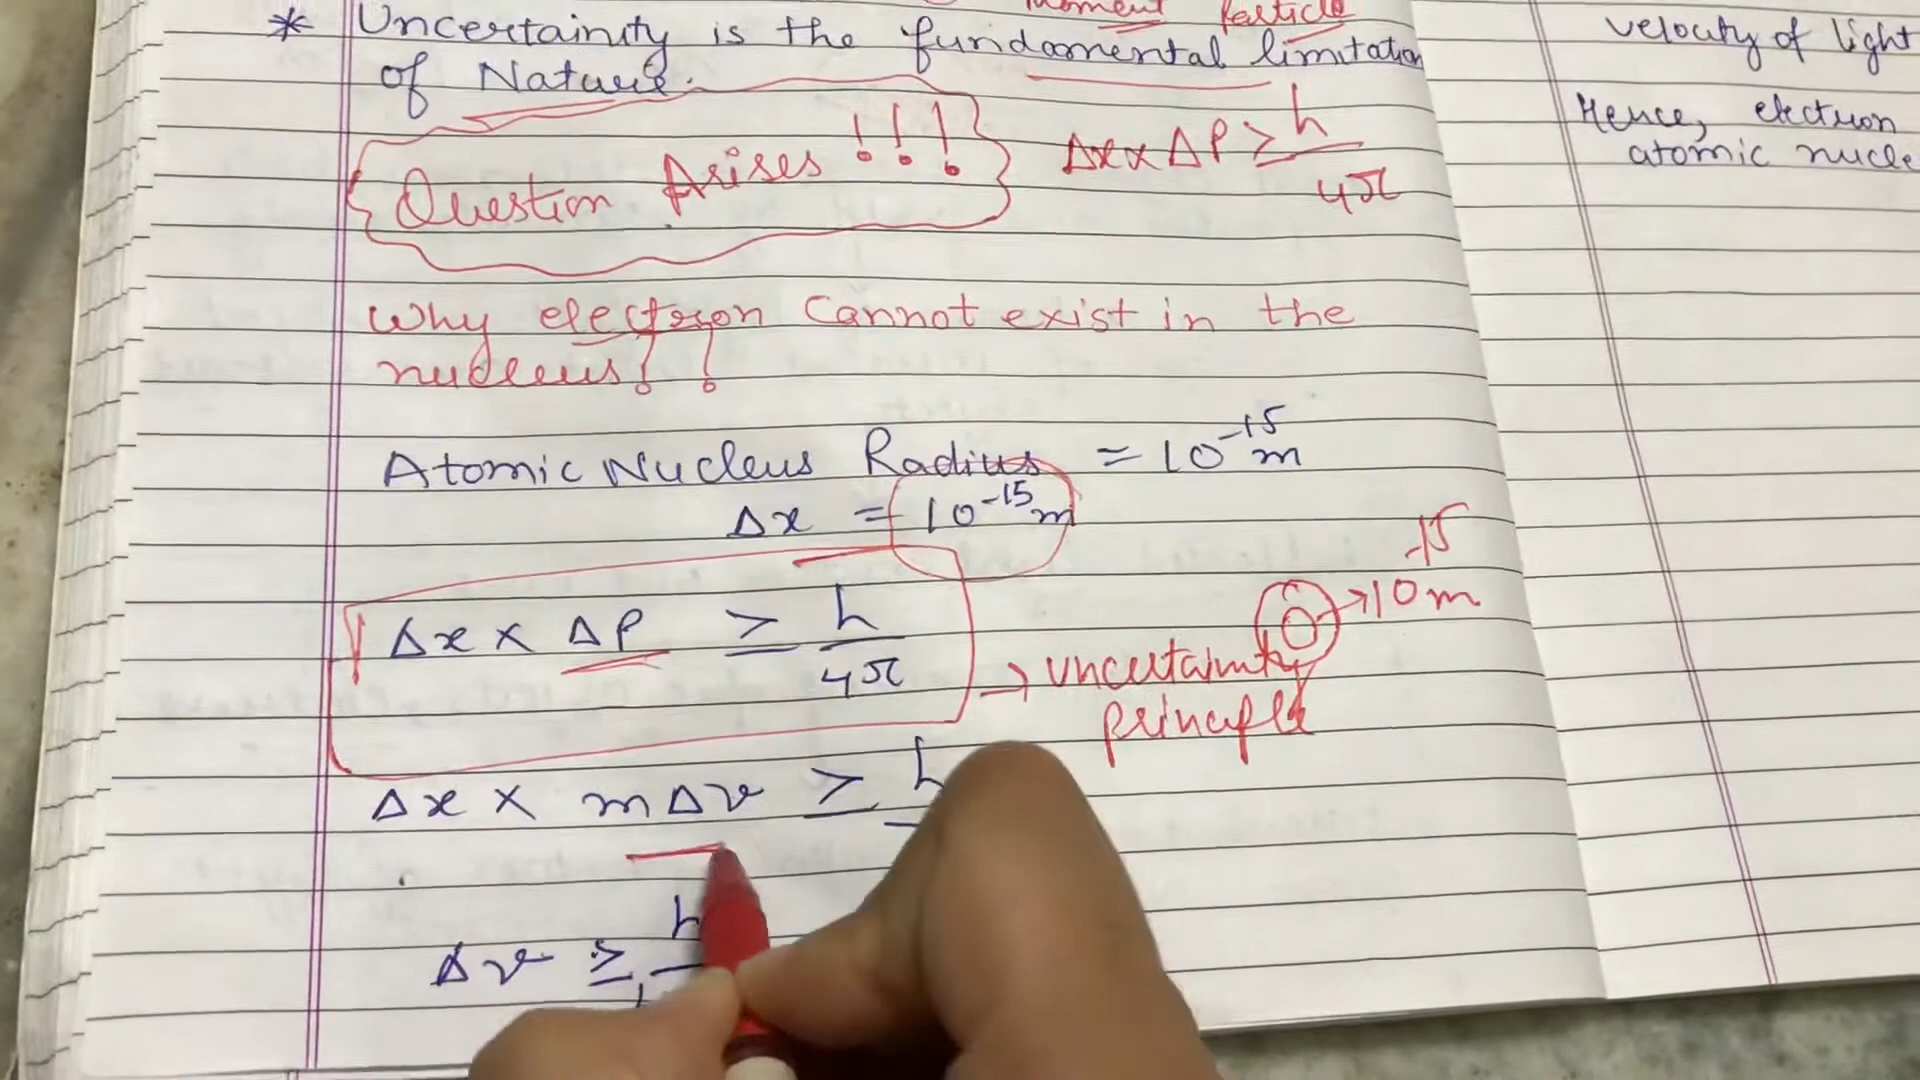 Moment Particle
* Uncertainity is the fundamental limitation
of Nature.
Question Arises !!!
Δx × ΔP ≥ h/4π
Why electron cannot exist in the
nucleus! !
Atomic Nucleus Radius = 10⁻¹⁵ m
Δx = 10⁻¹⁵ m
-15
→10 m
Δx × ΔP ≥ h/4π
→ uncertainty
principle
Δx × mΔv ≥ h
Δv ≥ h
velocity of light
Hence, electron
atomic nucle